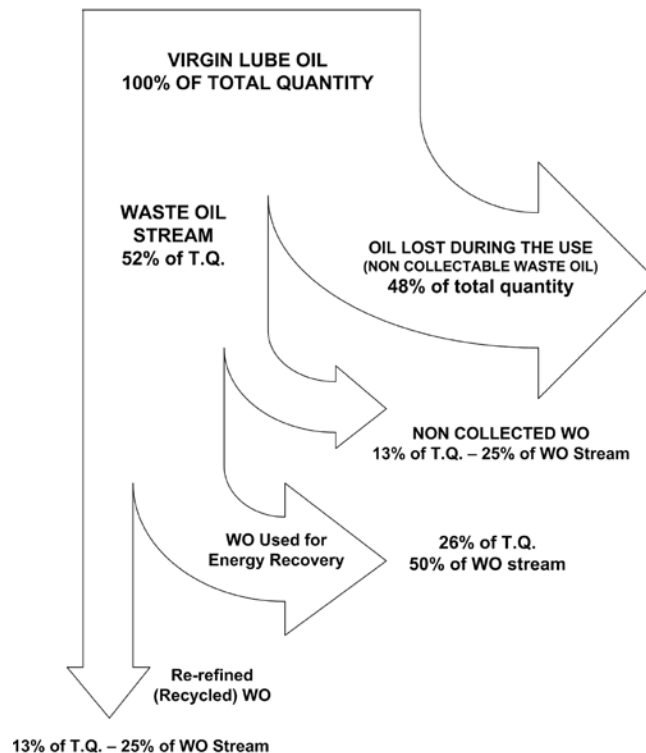 VIRGIN LUBE OIL
100% OF TOTAL QUANTITY
WASTE OIL
STREAM
52% of T.Q.
OIL LOST DURING THE USE
(NON COLLECTABLE WASTE OIL)
48% of total quantity
NON COLLECTED WO
13% of T.Q. – 25% of WO Stream
WO Used for
Energy Recovery
26% of T.Q.
50% of WO stream
Re-refined
(Recycled) WO
13% of T.Q. – 25% of WO Stream